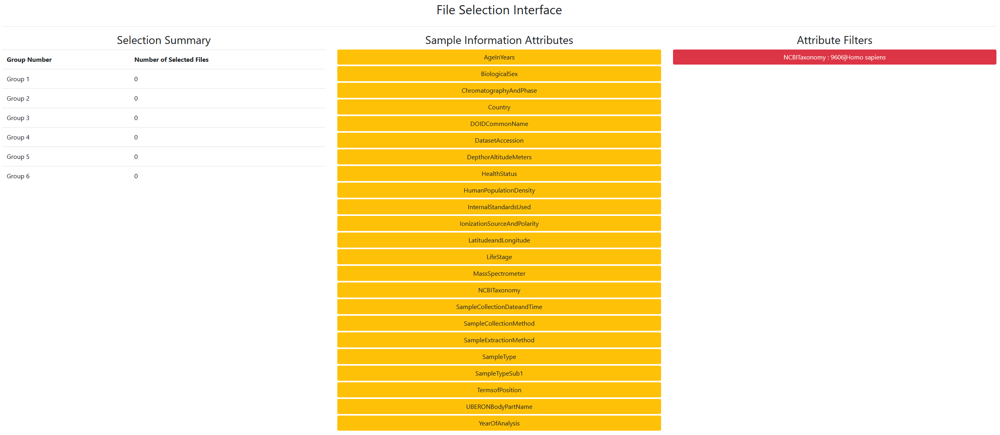 File Selection Interface
Selection Summary
Group Number Number of Selected Files
Group 1 0
Group 2 0
Group 3 0
Group 4 0
Group 5 0
Group 6 0
Sample Information Attributes
AgeInYears
BiologicalSex
ChromatographyAndPhase
Country
DOIDCommonName
DatasetAccession
DepthorAltitudeMeters
HealthStatus
HumanPopulationDensity
InternalStandardsUsed
IonizationSourceAndPolarity
LatitudeandLongitude
LifeStage
MassSpectrometer
NCBITaxonomy
SampleCollectionDateandTime
SampleCollectionMethod
SampleExtractionMethod
SampleType
SampleTypeSub1
TermsofPosition
UBERONBodyPartName
YearOfAnalysis
Attribute Filters
NCBITaxonomy : 9606|Homo sapiens